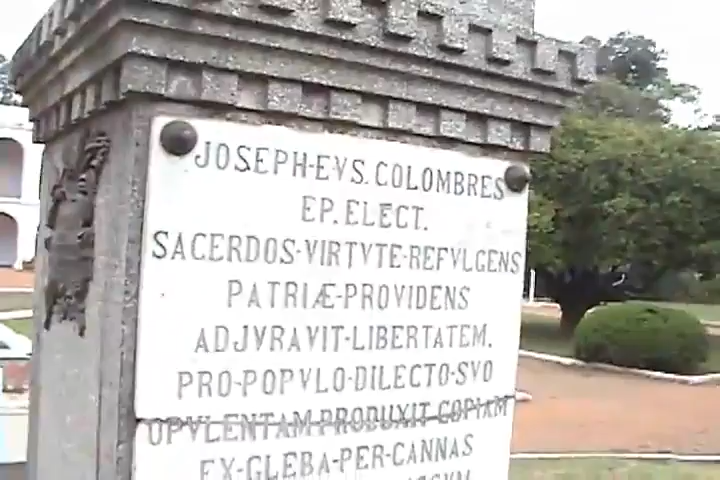 JOSEPH·EVS. COLOMBRES
EP. ELECT.
SACERDOS·VIRTVTE·REFVLGENS
PATRIÆ·PROVIDENS
ADJVRAVIT·LIBERTATEM.
PRO·POPVLO·DILECTO·SVO
OPVLENTAM·PRODUXIT·COPIAM
EX·GLEBA·PER·CANNAS